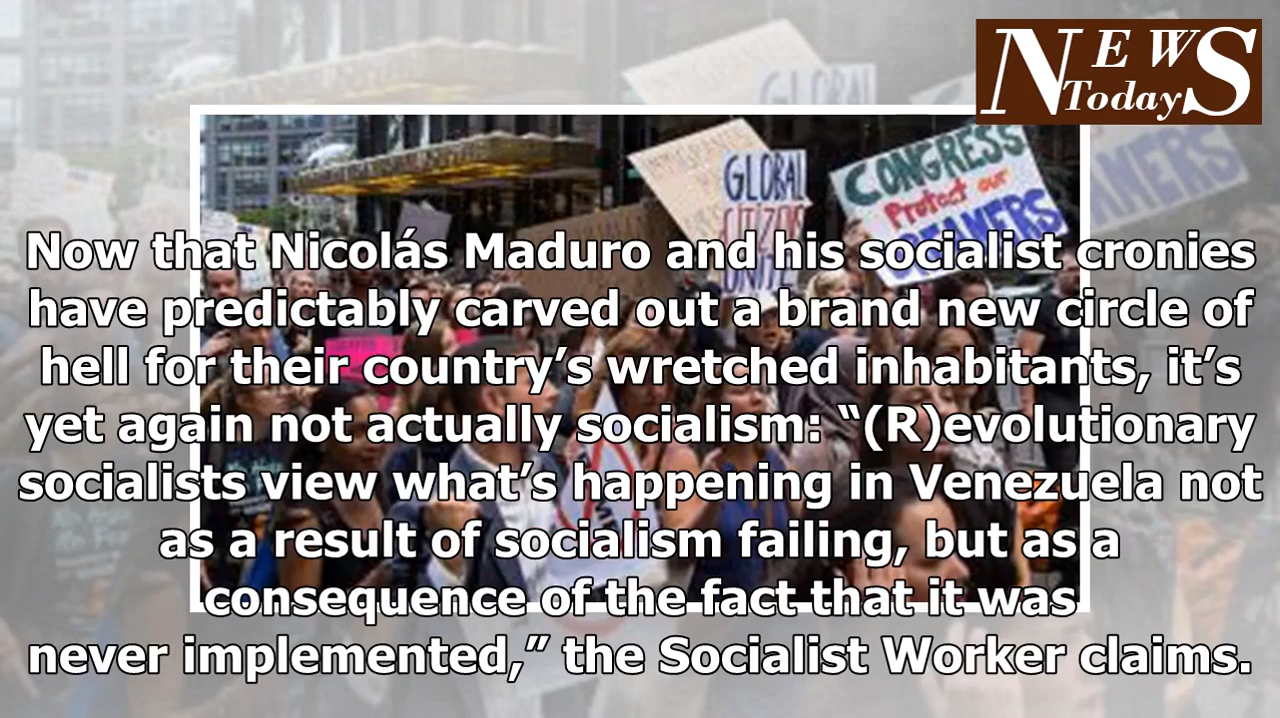 NEWS
Today
GLOBAL
CONGRESS
GLOBAL
Protect our
CITIZENS
Now that Nicolás Maduro and his socialist cronies
have predictably carved out a brand new circle of
hell for their country’s wretched inhabitants, it’s
yet again not actually socialism: “(R)evolutionary
socialists view what’s happening in Venezuela not
as a result of socialism failing, but as a
consequence of the fact that it was
never implemented,” the Socialist Worker claims.